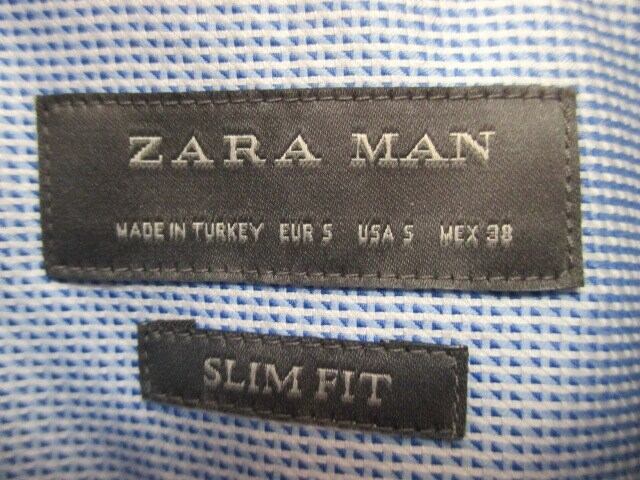 ZARA MAN
MADE IN TURKEY EUR S USA S MEX 38
SLIM FIT